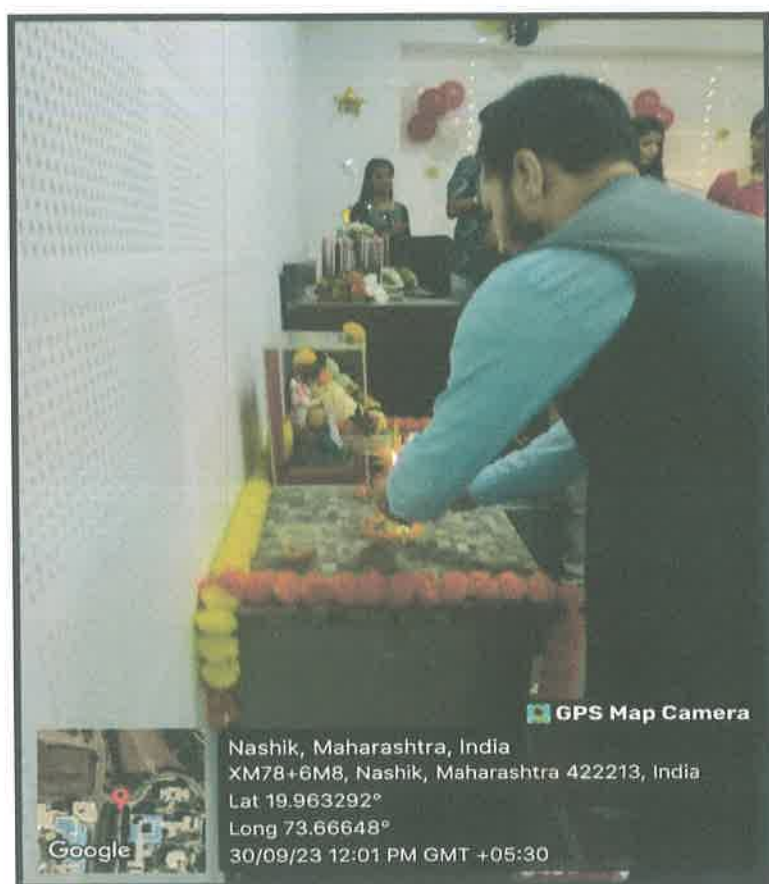 GPS Map Camera
Nashik, Maharashtra, India
XM78+6M8, Nashik, Maharashtra 422213, India
Lat 19.963292°
Long 73.66648°
30/09/23 12:01 PM GMT +05:30
Google